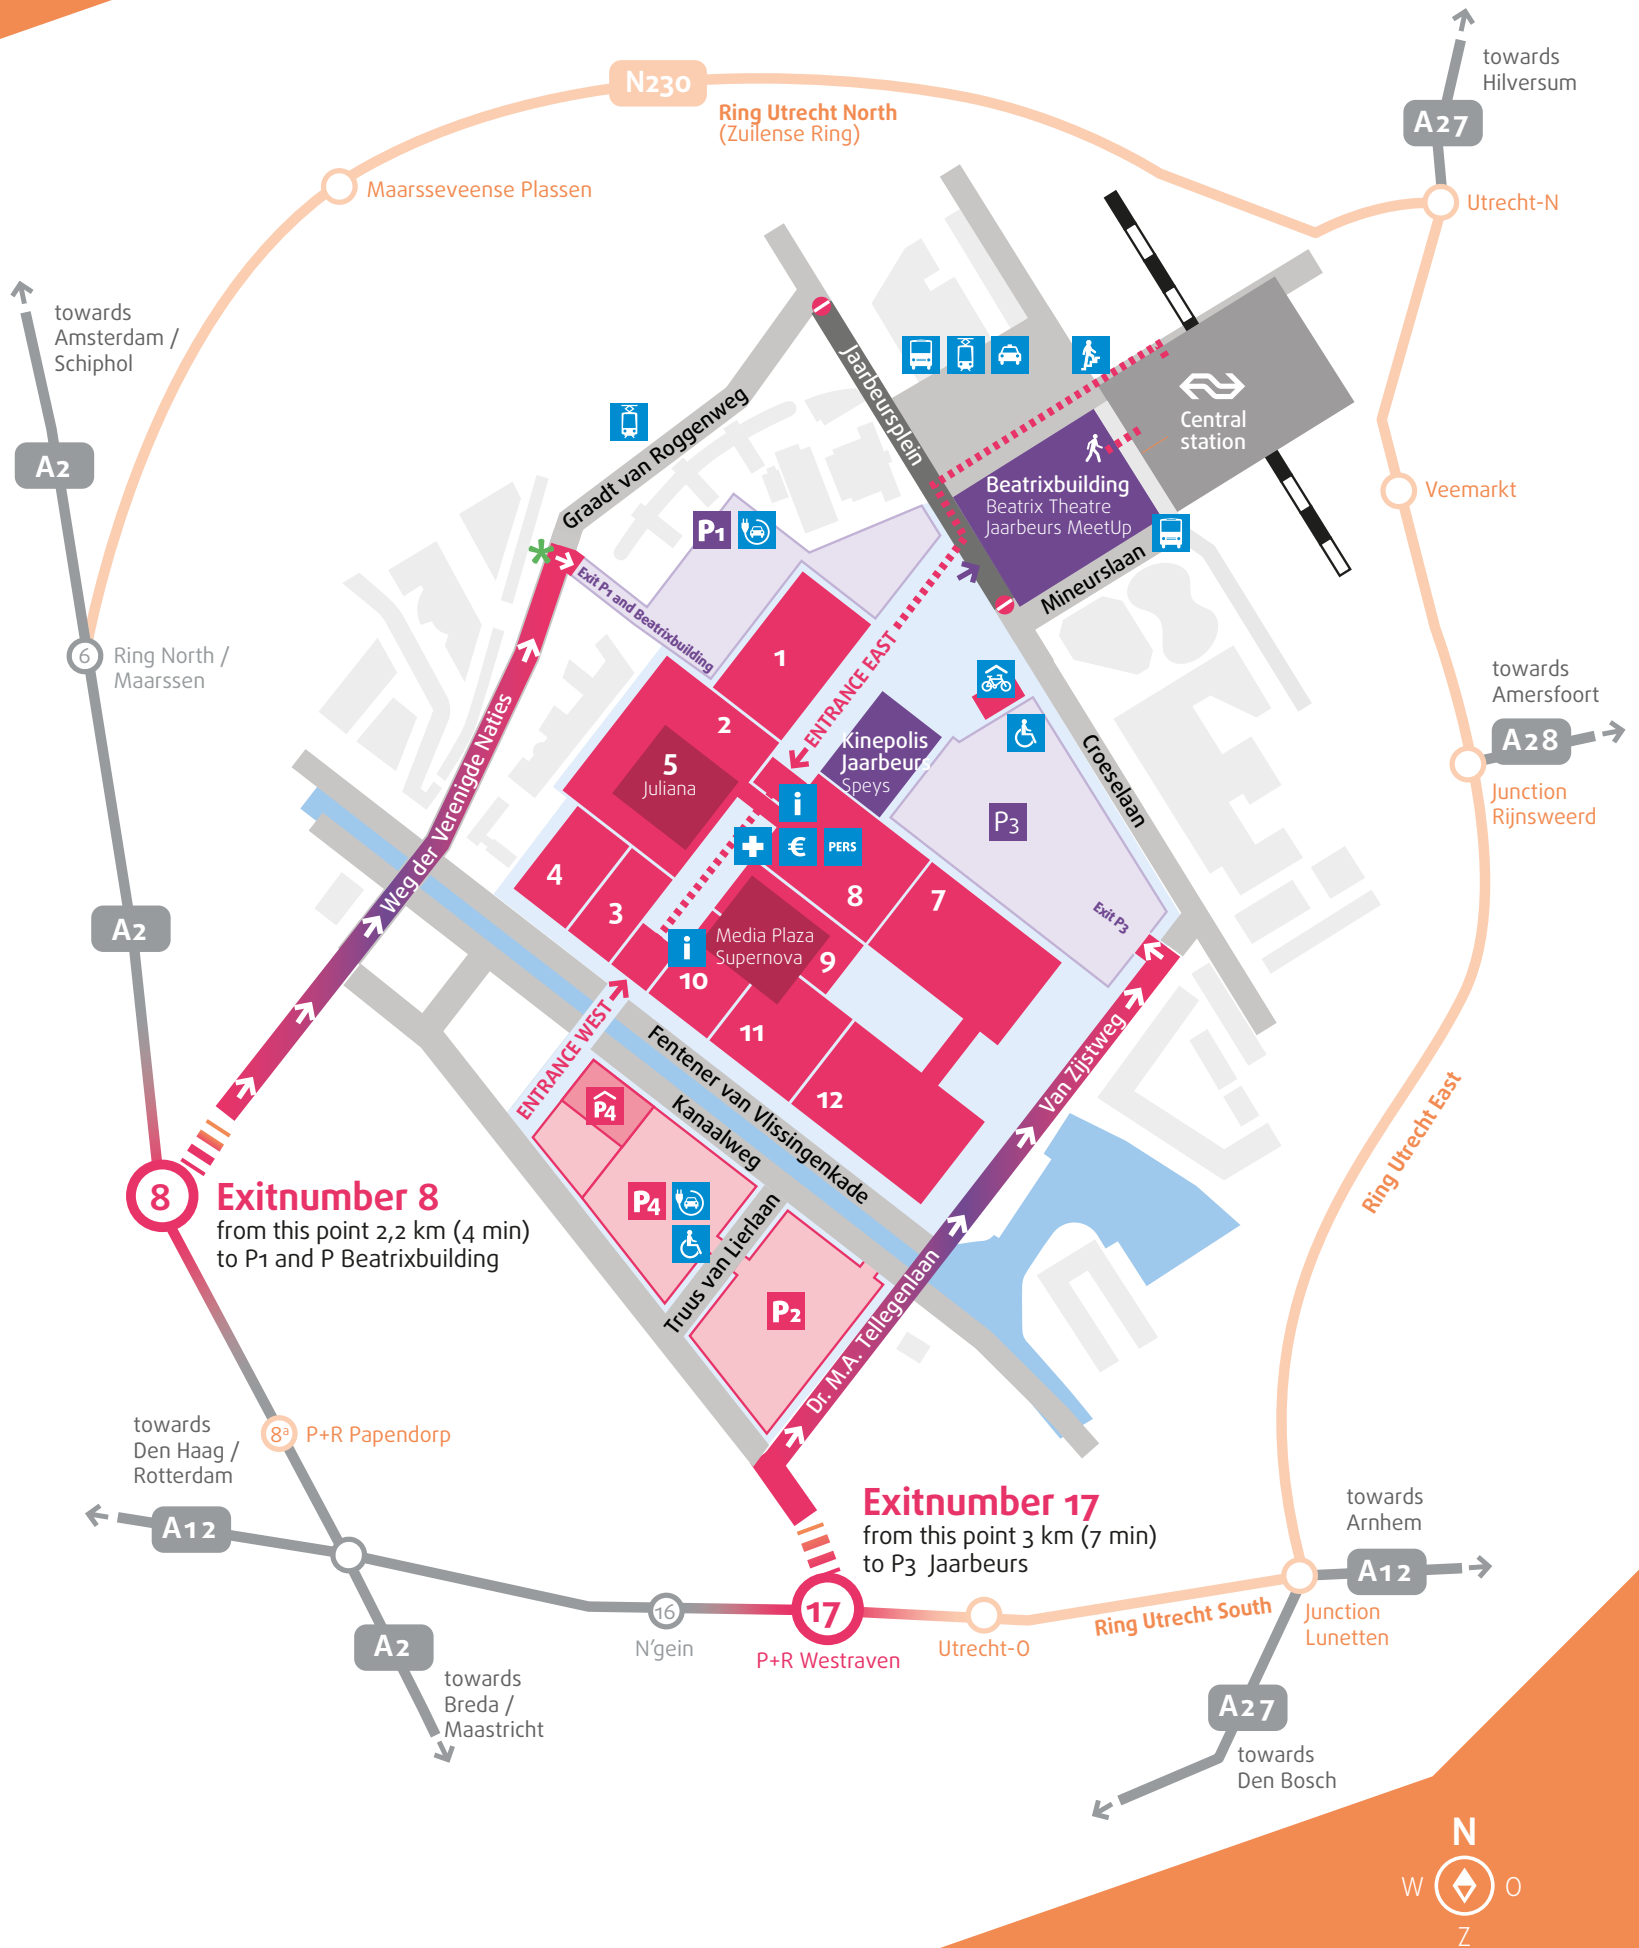 N230
Ring Utrecht North
(Zuilense Ring)
towards
Hilversum
A27
Utrecht-N
Maarsseveense Plassen
towards
Amsterdam /
Schiphol
A2
6
Ring North /
Maarssen
A2
Graadt van Roggenweg
Jaarbeursplein
Central
station
Beatrixbuilding
Beatrix Theatre
Jaarbeurs MeetUp
Mineurslaan
Veemarkt
P1
Exit P1 and Beatrixbuilding
Weg der Verenigde Naties
1
2
ENTRANCE EAST
5
Juliana
Kinepolis
Jaarbeurs
Speys
i
€
PERS
P3
Croeselaan
towards
Amersfoort
A28
Junction
Rijnsweerd
4
3
8
7
Exit P3
i
Media Plaza
Supernova
9
10
11
12
ENTRANCE WEST
Fentener van Vlissingenkade
Kanaalweg
Van Zijstweg
P4
P4
Truus van Lierlaan
P2
Dr. M.A. Tellegenlaan
Ring Utrecht East
8
Exitnumber 8
from this point 2,2 km (4 min)
to P1 and P Beatrixbuilding
8a
P+R Papendorp
towards
Den Haag /
Rotterdam
A12
A2
towards
Breda /
Maastricht
Exitnumber 17
from this point 3 km (7 min)
to P3 Jaarbeurs
16
N'gein
17
P+R Westraven
Utrecht-O
Ring Utrecht South
towards
Arnhem
A12
Junction
Lunetten
A27
towards
Den Bosch
N
W
O
Z